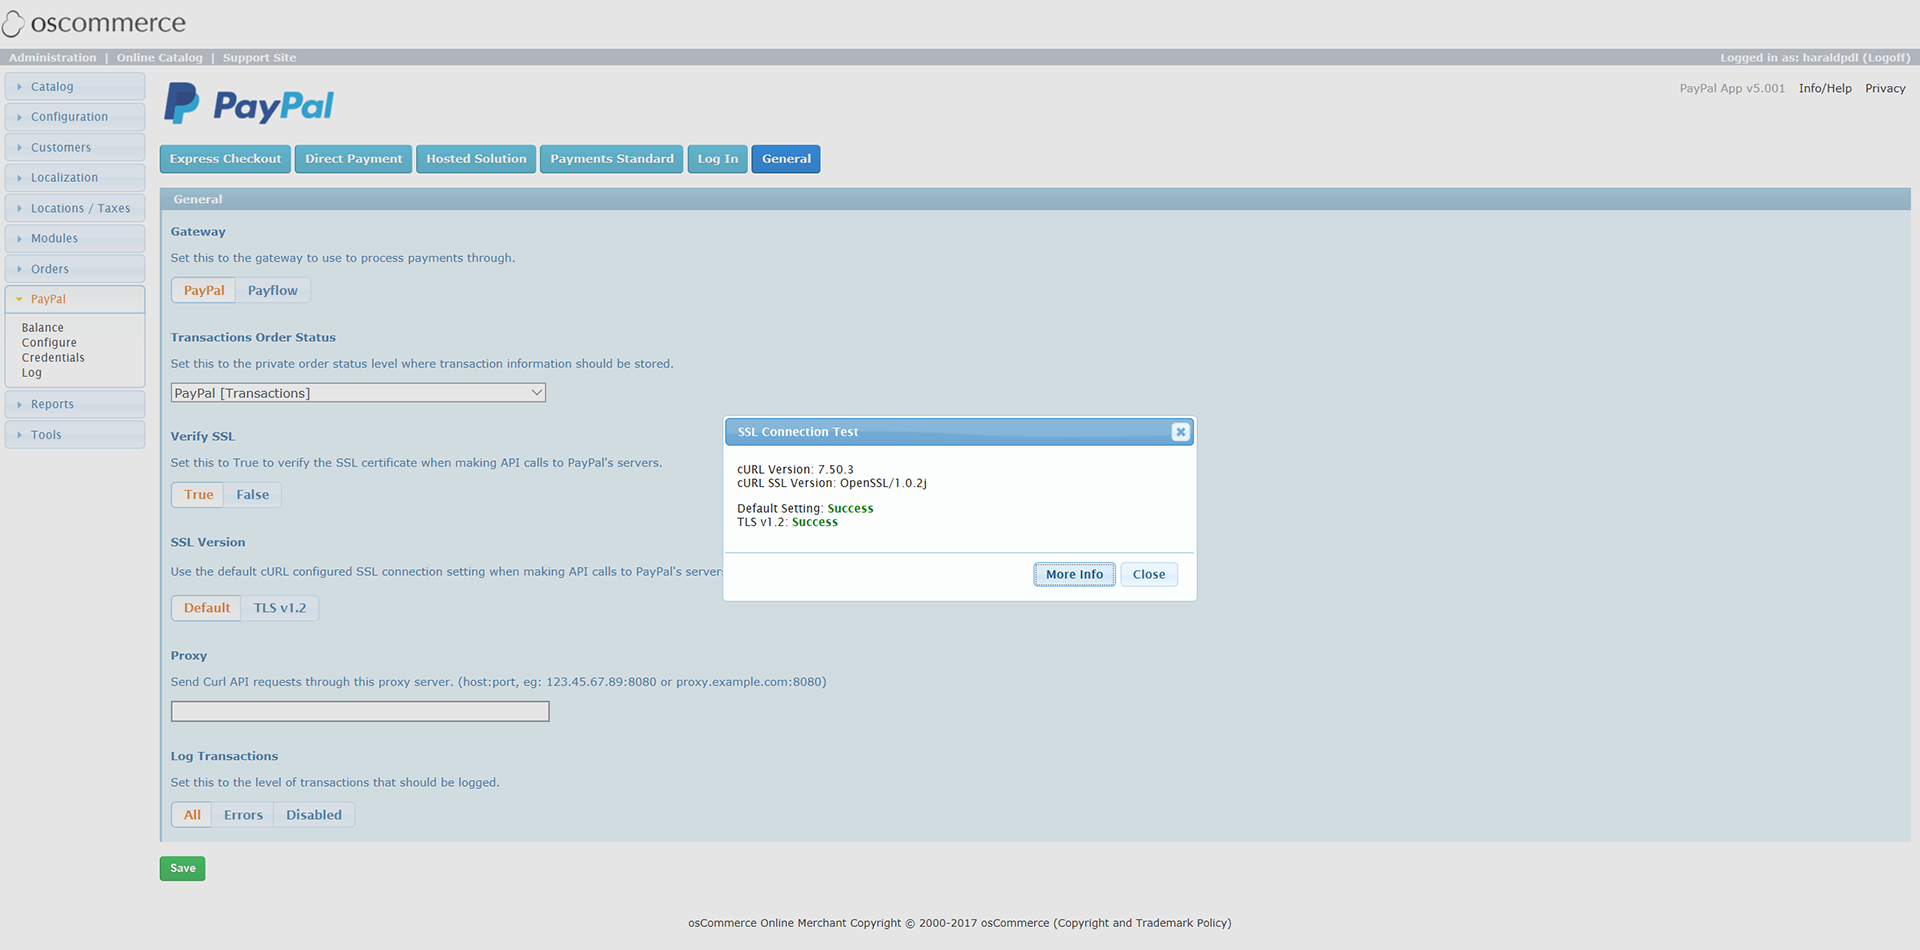 oscommerce
Administration | Online Catalog | Support Site
Logged in as: haraldpdl (Logoff)
Catalog
Configuration
Customers
Localization
Locations / Taxes
Modules
Orders
PayPal
Balance
Configure
Credentials
Log
Reports
Tools
PayPal
PayPal App v5.001 Info/Help Privacy
Express Checkout Direct Payment Hosted Solution Payments Standard Log In General
General
Gateway
Set this to the gateway to use to process payments through.
PayPal Payflow
Transactions Order Status
Set this to the private order status level where transaction information should be stored.
PayPal [Transactions]
Verify SSL
Set this to True to verify the SSL certificate when making API calls to PayPal's servers.
True False
SSL Version
Use the default cURL configured SSL connection setting when making API calls to PayPal's server
Default TLS v1.2
Proxy
Send Curl API requests through this proxy server. (host:port, eg: 123.45.67.89:8080 or proxy.example.com:8080)
Log Transactions
Set this to the level of transactions that should be logged.
All Errors Disabled
Save
SSL Connection Test
cURL Version: 7.50.3
cURL SSL Version: OpenSSL/1.0.2j
Default Setting: Success
TLS v1.2: Success
More Info Close
osCommerce Online Merchant Copyright © 2000-2017 osCommerce (Copyright and Trademark Policy)